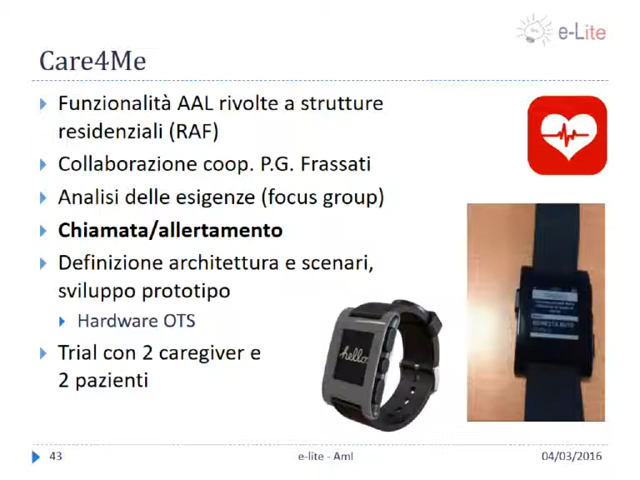 e-Lite
Care4Me
Funzionalità AAL rivolte a strutture
residenziali (RAF)
Collaborazione coop. P.G. Frassati
Analisi delle esigenze (focus group)
Chiamata/allertamento
Definizione architettura e scenari,
sviluppo prototipo
Hardware OTS
Trial con 2 caregiver e
2 pazienti
hello
43
e-lite - AmI
04/03/2016